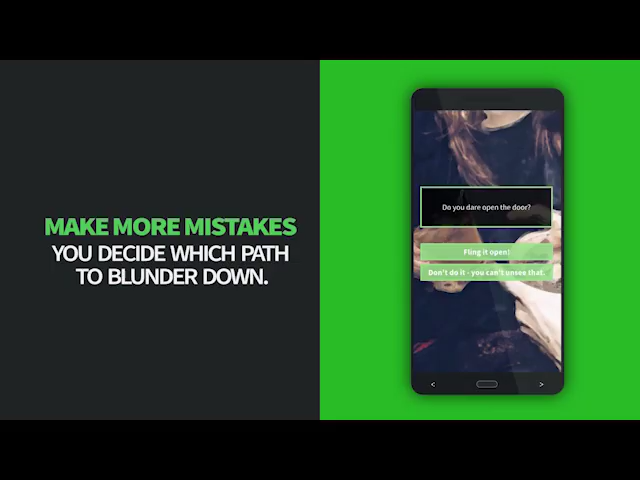 MAKE MORE MISTAKES
YOU DECIDE WHICH PATH
TO BLUNDER DOWN.
Do you dare open the door?
Fling it open!
Don't do it - you can't unsee that.